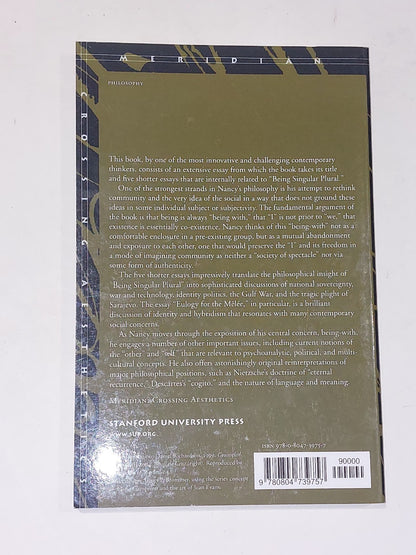 MERIDIAN
CROSSING AESTHETICS
PHILOSOPHY
This book, by one of the most innovative and challenging contemporary
thinkers, consists of an extensive essay from which the book takes its title
and five shorter essays that are internally related to "Being Singular Plural."
One of the strongest strands in Nancy's philosophy is his attempt to rethink
community and the very idea of the social in a way that does not ground these
ideas in some individual subject or subjectivity. The fundamental argument of
the book is that being is always "being with," that "I" is not prior to "we," that
existence is essentially co-existence. Nancy thinks of this "being-with" not as a
comfortable enclosure in a pre-existing group, but as a mutual abandonment
and exposure to each other, one that would preserve the "I" and its freedom in
a mode of imagining community as neither a "society of spectacle" nor via
some form of authenticity.
The five shorter essays impressively translate the philosophical insight of
"Being Singular Plural" into sophisticated discussions of national sovereignty,
war and technology, identity politics, the Gulf War, and the tragic plight of
Sarajevo. The essay "Eulogy for the Mêlée," in particular, is a brilliant
discussion of identity and hybridism that resonates with many contemporary
social concerns.
As Nancy moves through the exposition of his central concern, being-with,
he engages a number of other important issues, including current notions of
the "other" and "self" that are relevant to psychoanalytic, political, and multi-
cultural concepts. He also offers astonishingly original reinterpretations of
major philosophical positions, such as Nietzsche's doctrine of "eternal
recurrence," Descartes's "cogito," and the nature of language and meaning.
MERIDIAN: CROSSING AESTHETICS
STANFORD UNIVERSITY PRESS
WWW.SUP.ORG
ISBN 978-0-8047-3975-7
90000
9 780804 739757
Reproduced by
using the series concept
and the art of Jean Evans.